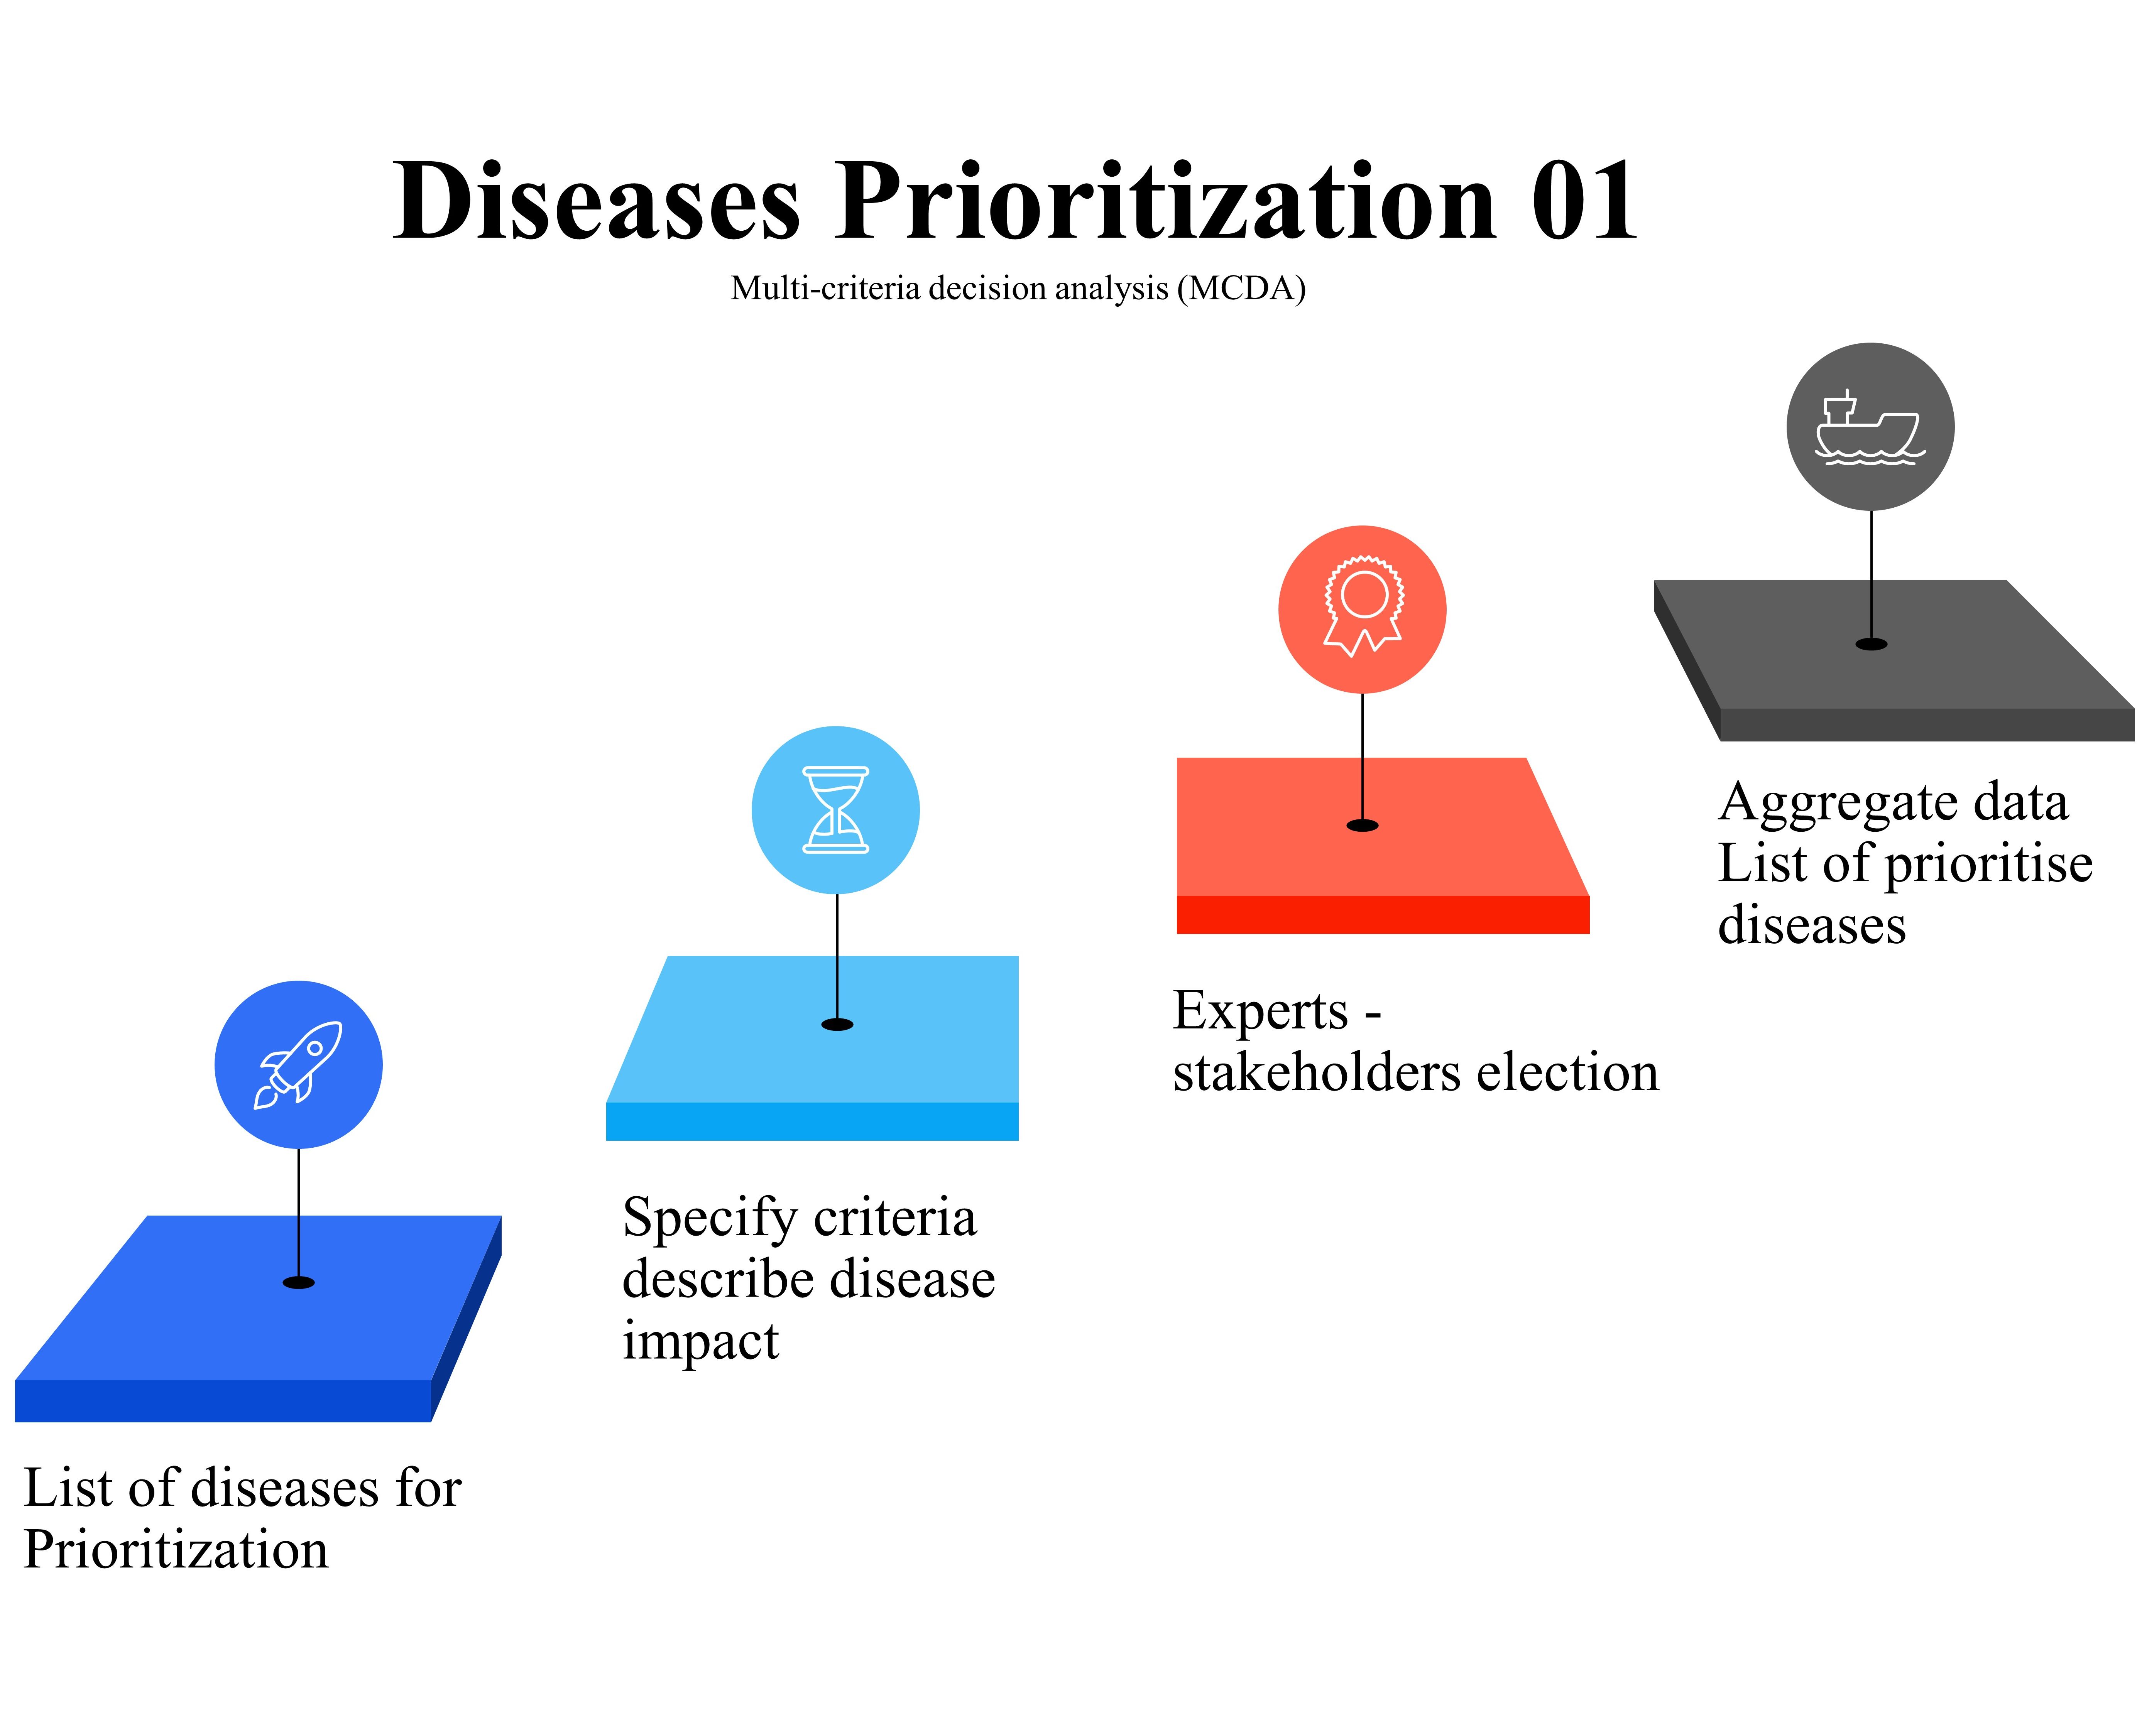 Diseases Prioritization 01
Multi-criteria decision analysis (MCDA)
List of diseases for
Prioritization
Specify criteria
describe disease
impact
Experts -
stakeholders election
Aggregate data
List of prioritise
diseases